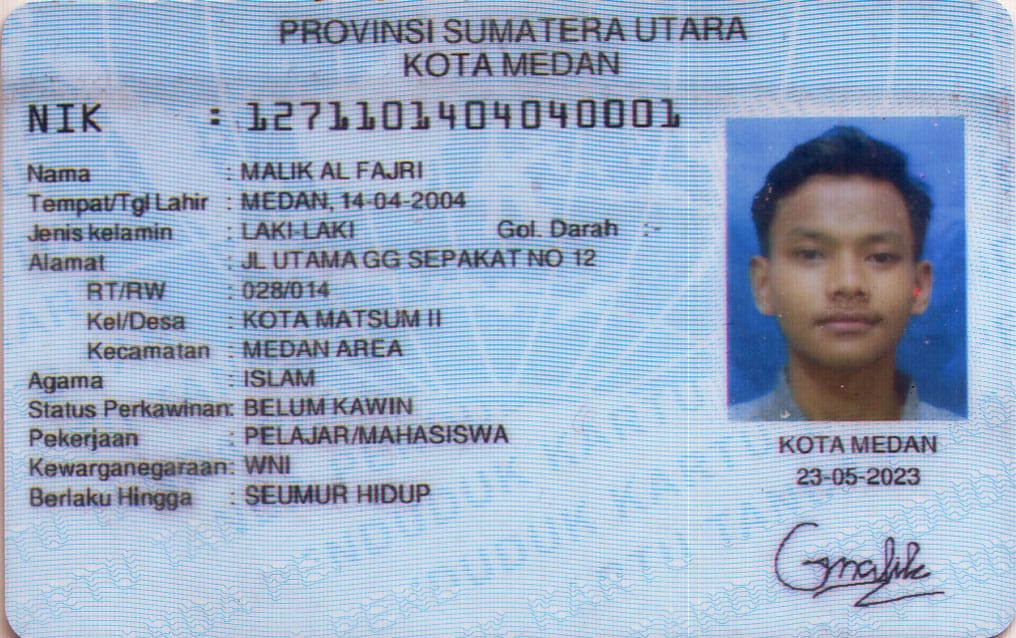 PROVINSI SUMATERA UTARA
KOTA MEDAN
NIK : 1271101404040001
Nama : MALIK AL FAJRI
Tempat/Tgl Lahir : MEDAN, 14-04-2004
Jenis kelamin : LAKI-LAKI Gol. Darah : -
Alamat : JL UTAMA GG SEPAKAT NO 12
RT/RW : 028/014
Kel/Desa : KOTA MATSUM II
Kecamatan : MEDAN AREA
Agama : ISLAM
Status Perkawinan: BELUM KAWIN
Pekerjaan : PELAJAR/MAHASISWA
Kewarganegaraan: WNI
Berlaku Hingga : SEUMUR HIDUP
KOTA MEDAN
23-05-2023